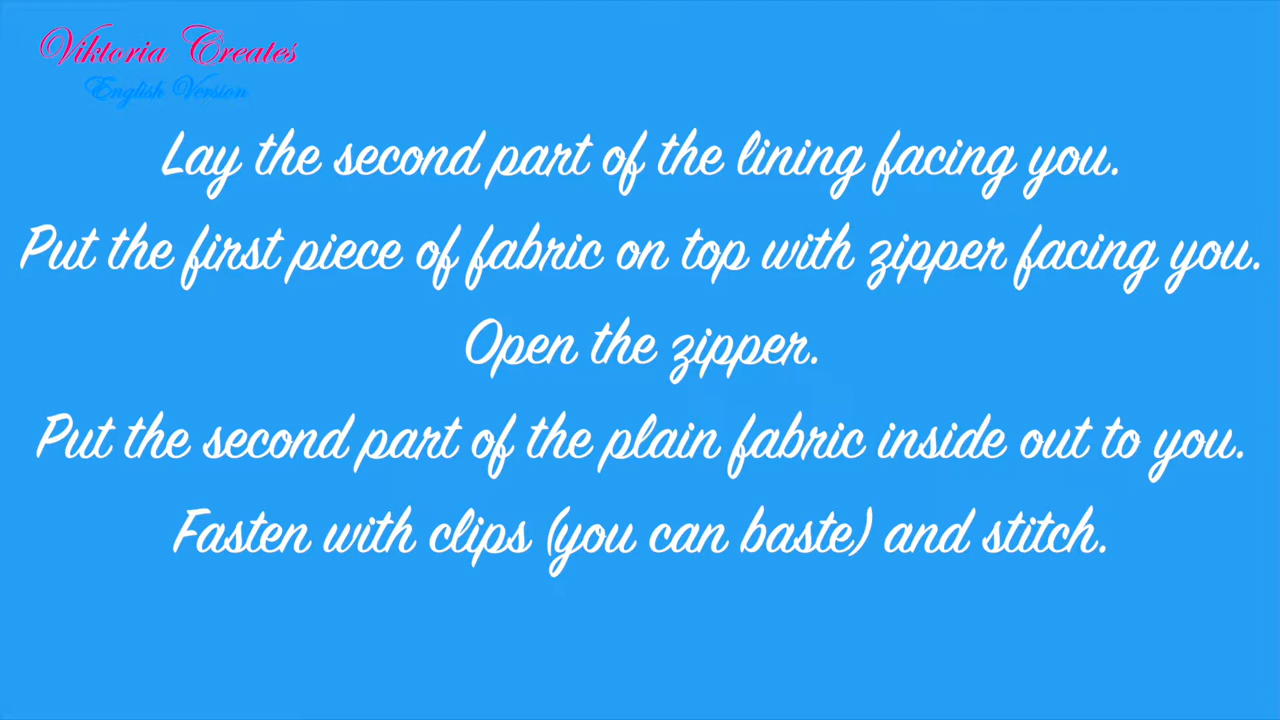 Viktoria Creates
English Version
Lay the second part of the lining facing you.
Put the first piece of fabric on top with zipper facing you.
Open the zipper.
Put the second part of the plain fabric inside out to you.
Fasten with clips (you can baste) and stitch.